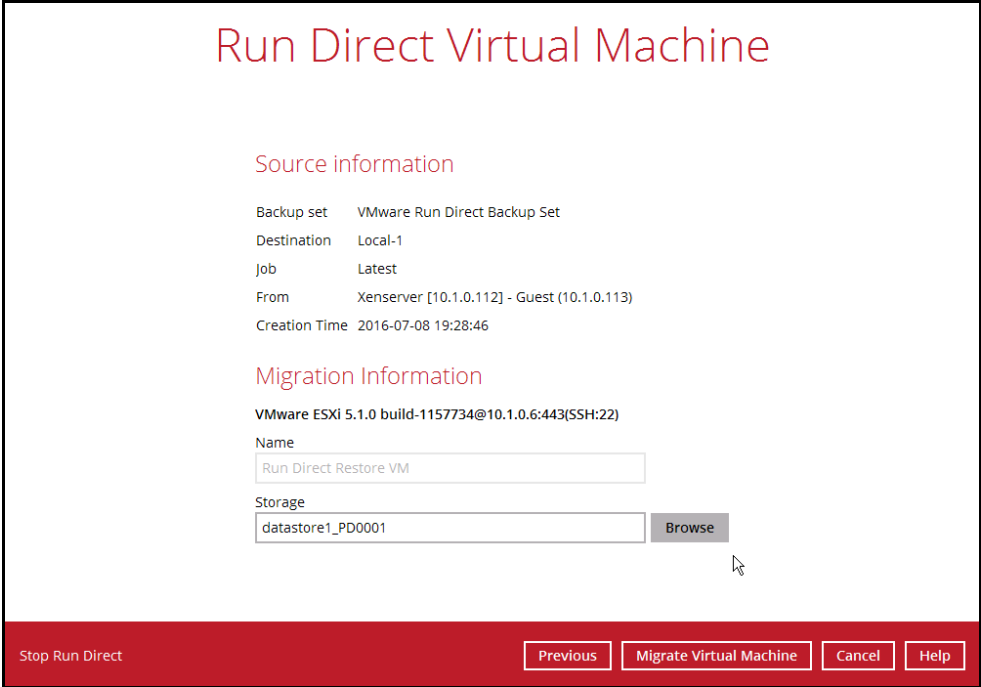 Run Direct Virtual Machine
Source information
Backup set VMware Run Direct Backup Set
Destination Local-1
Job Latest
From Xenserver [10.1.0.112] - Guest (10.1.0.113)
Creation Time 2016-07-08 19:28:46
Migration Information
VMware ESXi 5.1.0 build-1157734@10.1.0.6:443(SSH:22)
Name
Run Direct Restore VM
Storage
datastore1_PD0001 Browse
Stop Run Direct Previous Migrate Virtual Machine Cancel Help